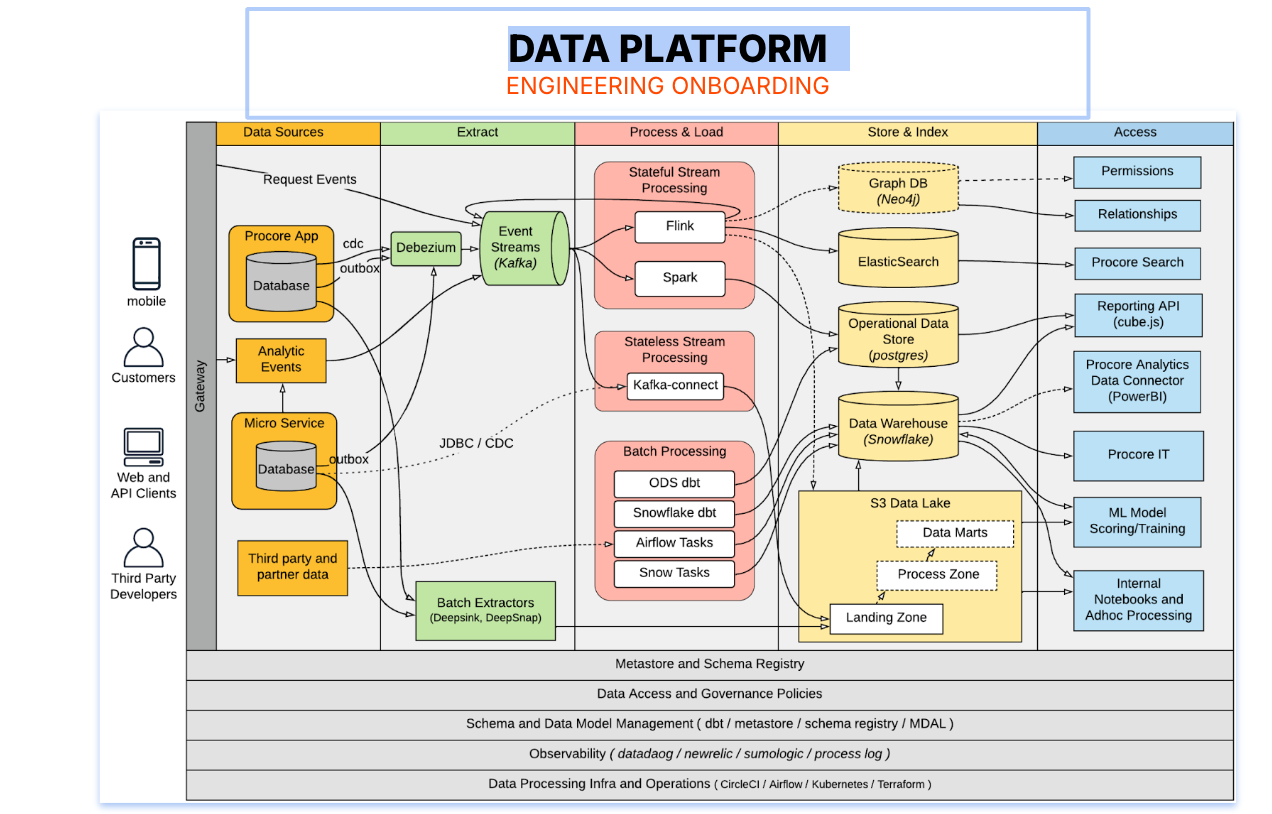 DATA PLATFORM
ENGINEERING ONBOARDING
Data Sources
Extract
Process & Load
Store & Index
Access
mobile
Customers
Web and
API Clients
Third Party
Developers
Gateway
Request Events
Procore App
Database
cdc
outbox
Analytic
Events
Micro Service
Database
outbox
JDBC / CDC
Third party and
partner data
Debezium
Event
Streams
(Kafka)
Batch Extractors
(Deepsink, DeepSnap)
Stateful Stream
Processing
Flink
Spark
Stateless Stream
Processing
Kafka-connect
Batch Processing
ODS dbt
Snowflake dbt
Airflow Tasks
Snow Tasks
Graph DB
(Neo4j)
ElasticSearch
Operational Data
Store
(postgres)
Data Warehouse
(Snowflake)
S3 Data Lake
Data Marts
Process Zone
Landing Zone
Permissions
Relationships
Procore Search
Reporting API
(cube.js)
Procore Analytics
Data Connector
(PowerBI)
Procore IT
ML Model
Scoring/Training
Internal
Notebooks and
Adhoc Processing
Metastore and Schema Registry
Data Access and Governance Policies
Schema and Data Model Management ( dbt / metastore / schema registry / MDAL )
Observability ( datadaog / newrelic / sumologic / process log )
Data Processing Infra and Operations ( CircleCI / Airflow / Kubernetes / Terraform )